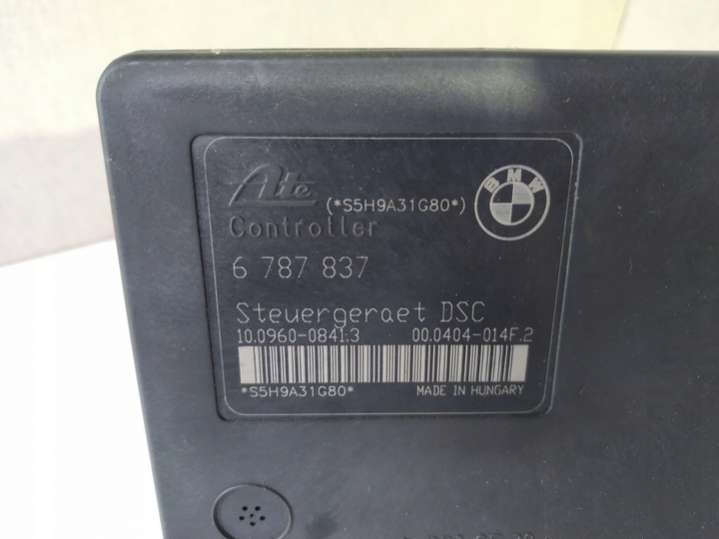 Ate
(*S5H9A31G80*)
BMW
Controller
6 787 837
Steuergeraet DSC
10.0960-0841.3 00.0404-014F.2
*S5H9A31G80*
MADE IN HUNGARY